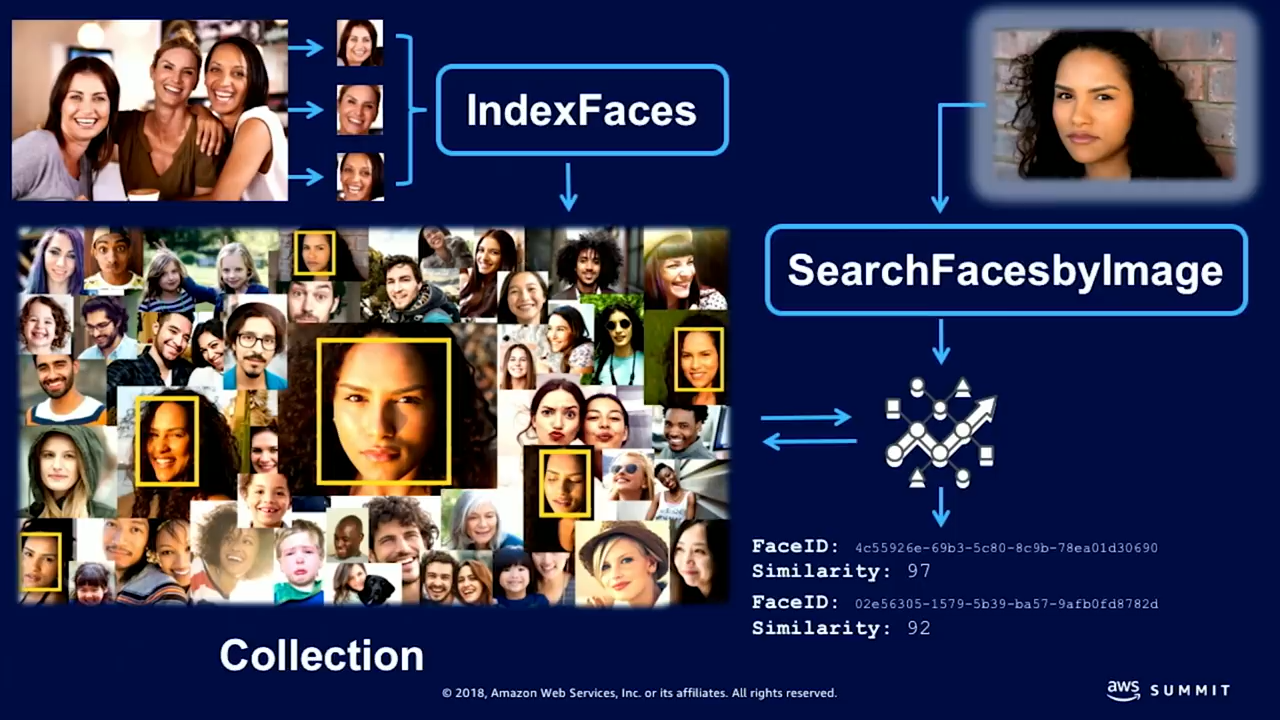 IndexFaces
SearchFacesbyImage
FaceID: 4c55926e-69b3-5c80-8c9b-78ea01d30690
Similarity: 97
FaceID: 02e56305-1579-5b39-ba57-9afb0fd8782d
Similarity: 92
Collection
© 2018, Amazon Web Services, Inc. or its affiliates. All rights reserved.
aws SUMMIT